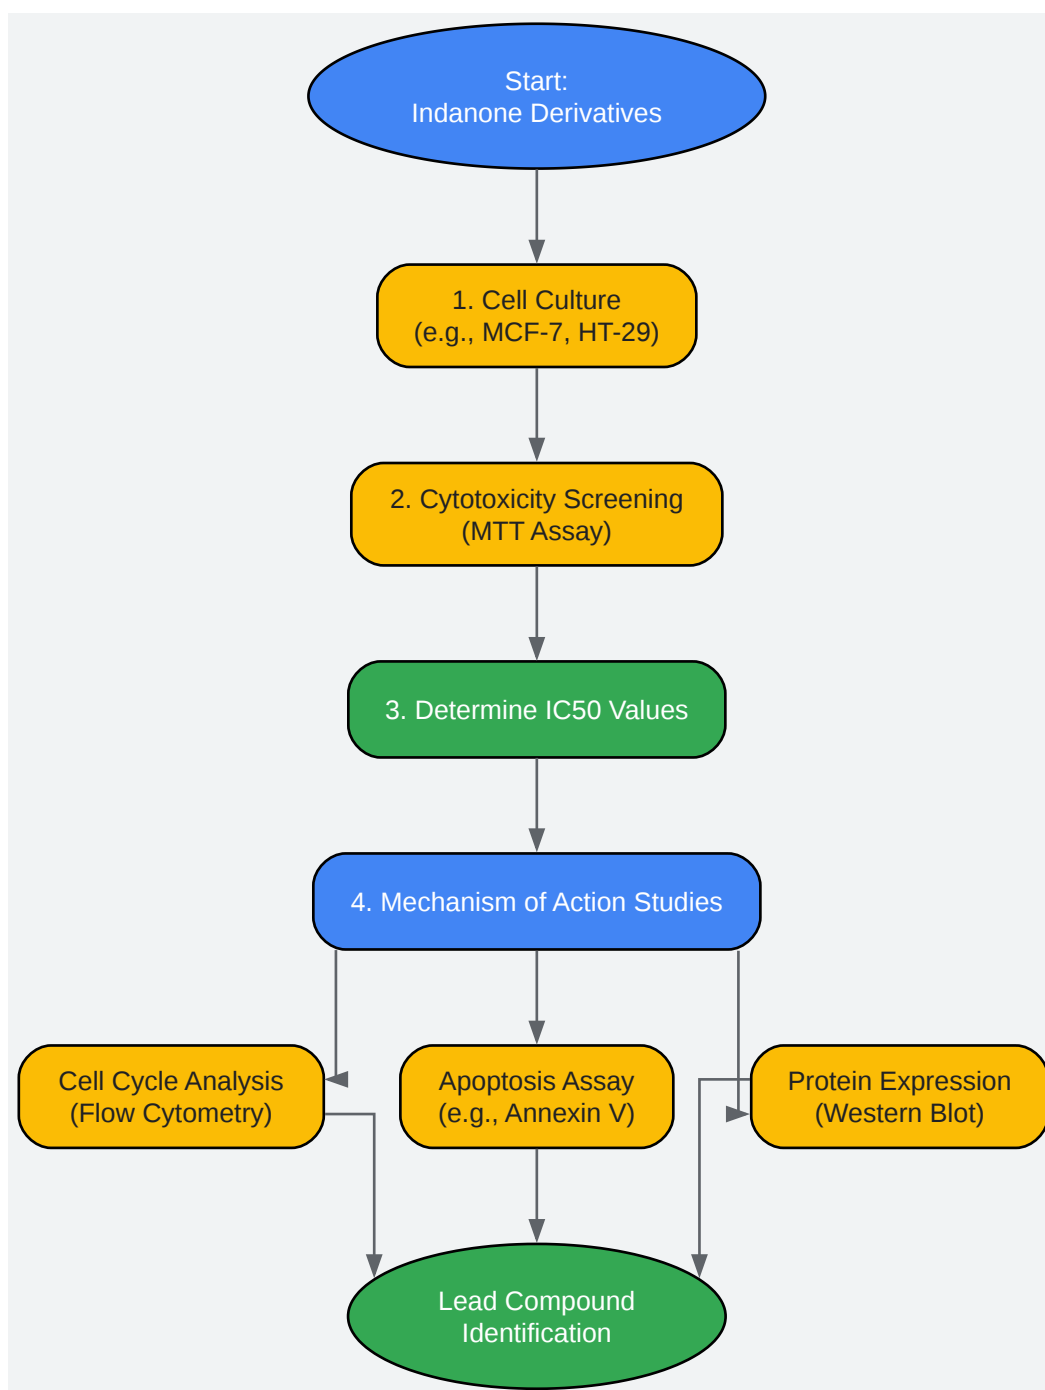 Start:
Indanone Derivatives
1. Cell Culture
(e.g., MCF-7, HT-29)
2. Cytotoxicity Screening
(MTT Assay)
3. Determine IC50 Values
4. Mechanism of Action Studies
Cell Cycle Analysis
(Flow Cytometry)
Apoptosis Assay
(e.g., Annexin V)
Protein Expression
(Western Blot)
Lead Compound
Identification